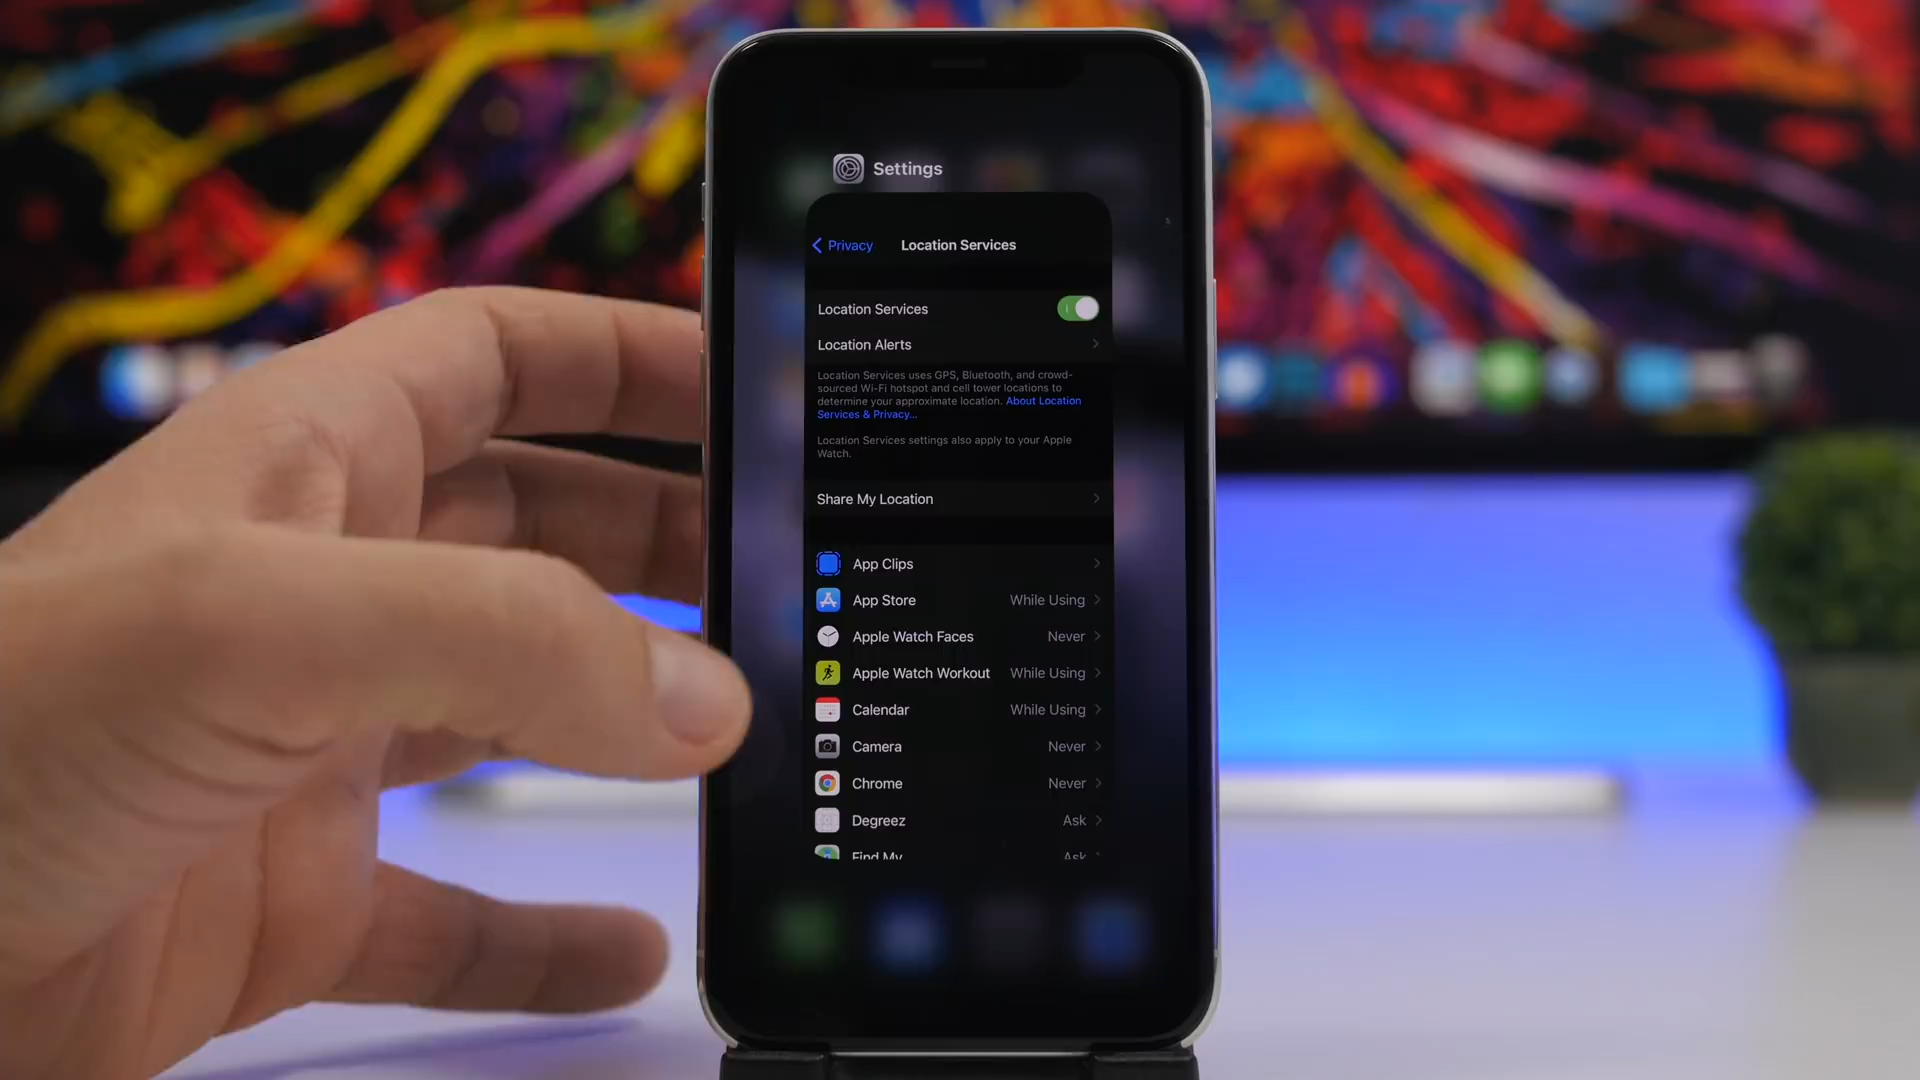 Settings
Privacy
Location Services
Location Services
Location Alerts
Location Services uses GPS, Bluetooth, and crowd-
sourced Wi-Fi hotspot and cell tower locations to
determine your approximate location. About Location
Services & Privacy...
Location Services settings also apply to your Apple
Watch.
Share My Location
App Clips
App Store While Using
Apple Watch Faces Never
Apple Watch Workout While Using
Calendar While Using
Camera Never
Chrome Never
Degreez Ask
Find My Ask